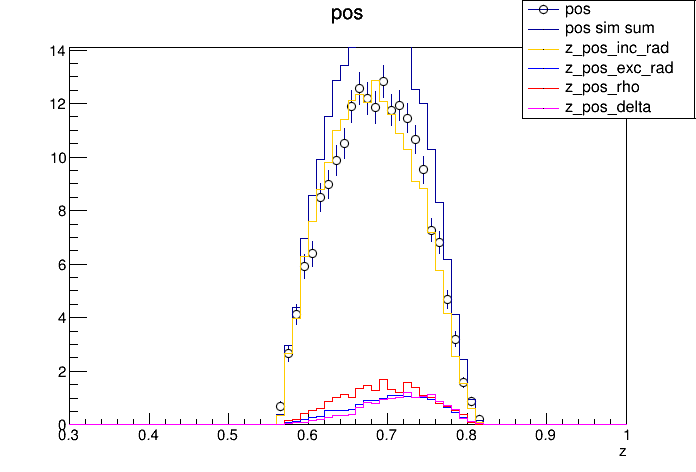 pos
pos
pos sim sum
z_pos_inc_rad
z_pos_exc_rad
z_pos_rho
z_pos_delta
14
12
10
8
6
4
2
0
0.3 0.4 0.5 0.6 0.7 0.8 0.9 1
z